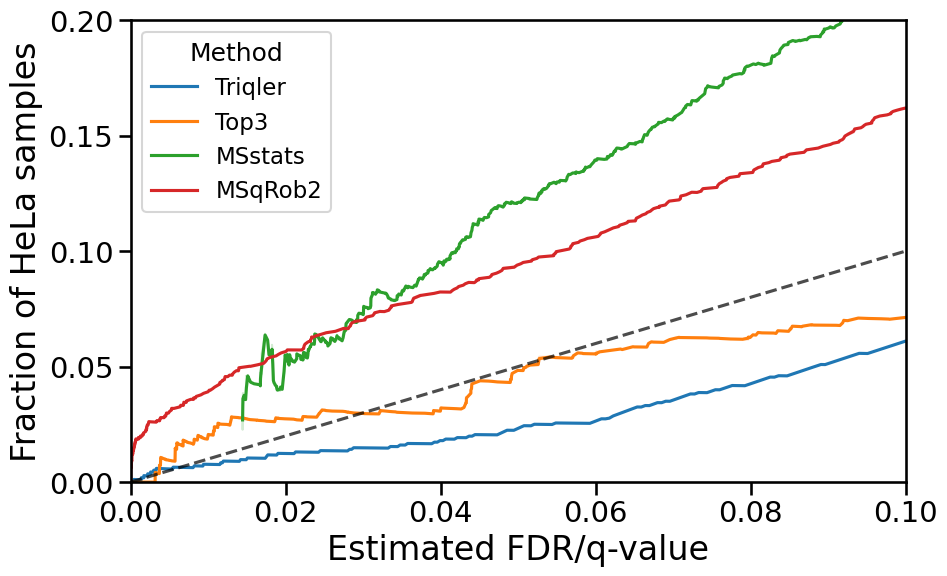 Fraction of HeLa samples
0.20
0.15
0.10
0.05
0.00
Method
Triqler
Top3
MSstats
MSqRob2
0.00 0.02 0.04 0.06 0.08 0.10
Estimated FDR/q-value